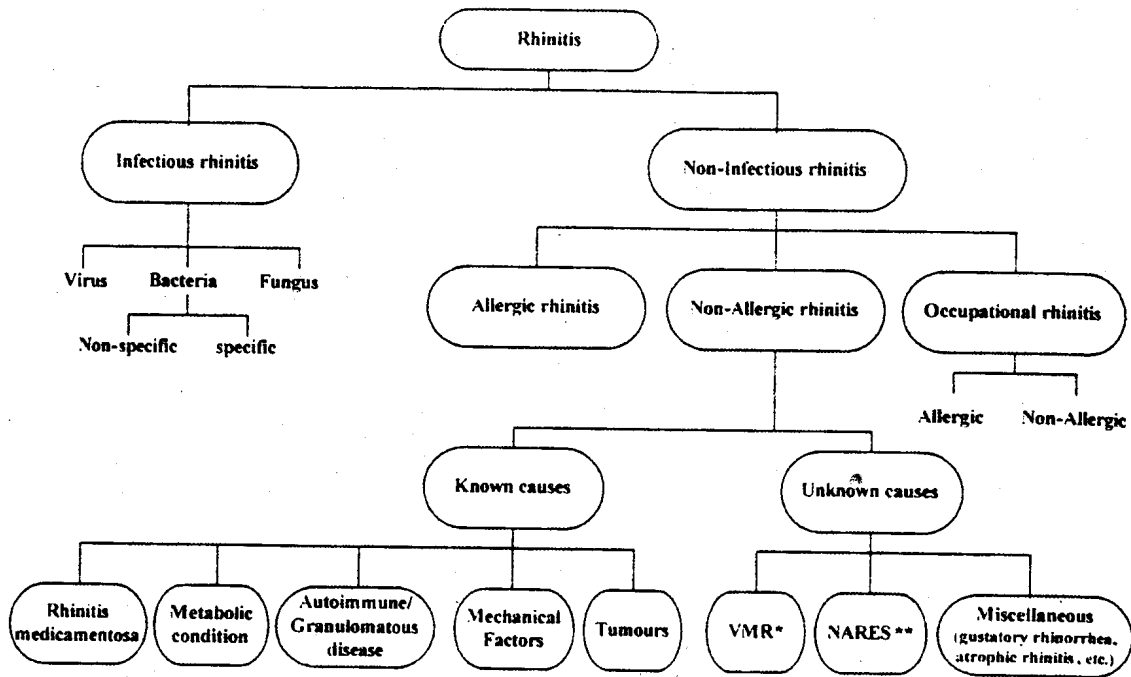 Rhinitis
Infectious rhinitis
Non-Infectious rhinitis
Virus
Bacteria
Fungus
Non-specific
specific
Allergic rhinitis
Non-Allergic rhinitis
Occupational rhinitis
Allergic
Non-Allergic
Known causes
Unknown causes
Rhinitis
medicamentosa
Metabolic
condition
Autoimmune/
Granulomatous
disease
Mechanical
Factors
Tumours
VMR*
NARES**
Miscellaneous
(gustatory rhinorrhea,
atrophic rhinitis, etc.)